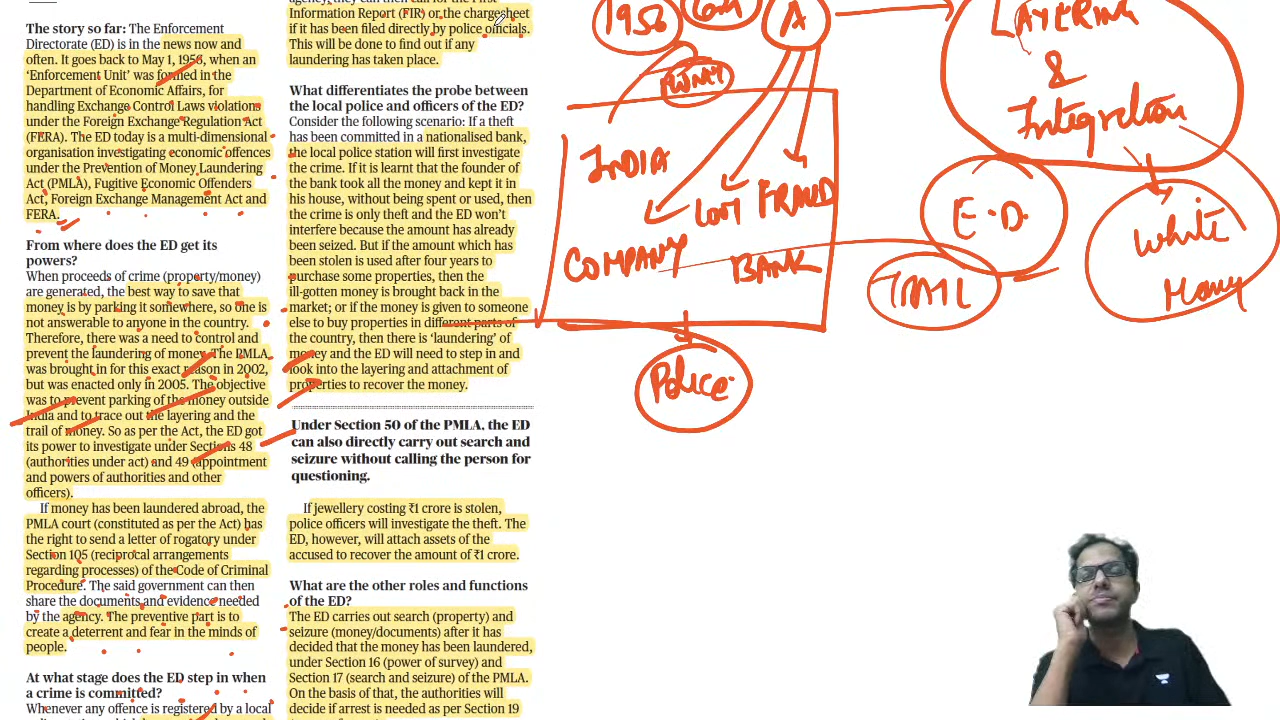 The story so far: The Enforcement
Directorate (ED) is in the news now and
often. It goes back to May 1, 1956, when an
‘Enforcement Unit’ was formed in the
Department of Economic Affairs, for
handling Exchange Control Laws violations
under the Foreign Exchange Regulation Act
(FERA). The ED today is a multi-dimensional
organisation investigating economic offences
under the Prevention of Money Laundering
Act (PMLA), Fugitive Economic Offenders
Act, Foreign Exchange Management Act and
FERA.
From where does the ED get its
powers?
When proceeds of crime (property/money)
are generated, the best way to save that
money is by parking it somewhere, so one is
not answerable to anyone in the country.
Therefore, there was a need to control and
prevent the laundering of money. The PMLA
was brought in for this exact reason in 2002,
but was enacted only in 2005. The objective
was to prevent parking of the money outside
India and to trace out the layering and the
trail of money. So as per the Act, the ED got
its power to investigate under Sections 48
(authorities under act) and 49 (appointment
and powers of authorities and other
officers).
If money has been laundered abroad, the
PMLA court (constituted as per the Act) has
the right to send a letter of rogatory under
Section 105 (reciprocal arrangements
regarding processes) of the Code of Criminal
Procedure. The said government can then
share the documents and evidence needed
by the agency. The preventive part is to
create a deterrent and fear in the minds of
people.
At what stage does the ED step in when
a crime is committed?
Whenever any offence is registered by a local
Information Report (FIR) or the chargesheet
if it has been filed directly by police officials.
This will be done to find out if any
laundering has taken place.
What differentiates the probe between
the local police and officers of the ED?
Consider the following scenario: If a theft
has been committed in a nationalised bank,
the local police station will first investigate
the crime. If it is learnt that the founder of
the bank took all the money and kept it in
his house, without being spent or used, then
the crime is only theft and the ED won’t
interfere because the amount has already
been seized. But if the amount which has
been stolen is used after four years to
purchase some properties, then the
ill-gotten money is brought back in the
market; or if the money is given to someone
else to buy properties in different parts of
the country, then there is ‘laundering’ of
money and the ED will need to step in and
look into the layering and attachment of
properties to recover the money.
Under Section 50 of the PMLA, the ED
can also directly carry out search and
seizure without calling the person for
questioning.
If jewellery costing ₹1 crore is stolen,
police officers will investigate the theft. The
ED, however, will attach assets of the
accused to recover the amount of ₹1 crore.
What are the other roles and functions
of the ED?
The ED carries out search (property) and
seizure (money/documents) after it has
decided that the money has been laundered,
under Section 16 (power of survey) and
Section 17 (search and seizure) of the PMLA.
On the basis of that, the authorities will
decide if arrest is needed as per Section 19
1956
A
LAYERING
&
Integretion
INDIA
LOOT FRAUD
COMPANY
BANK
E.D.
White
Money
Police